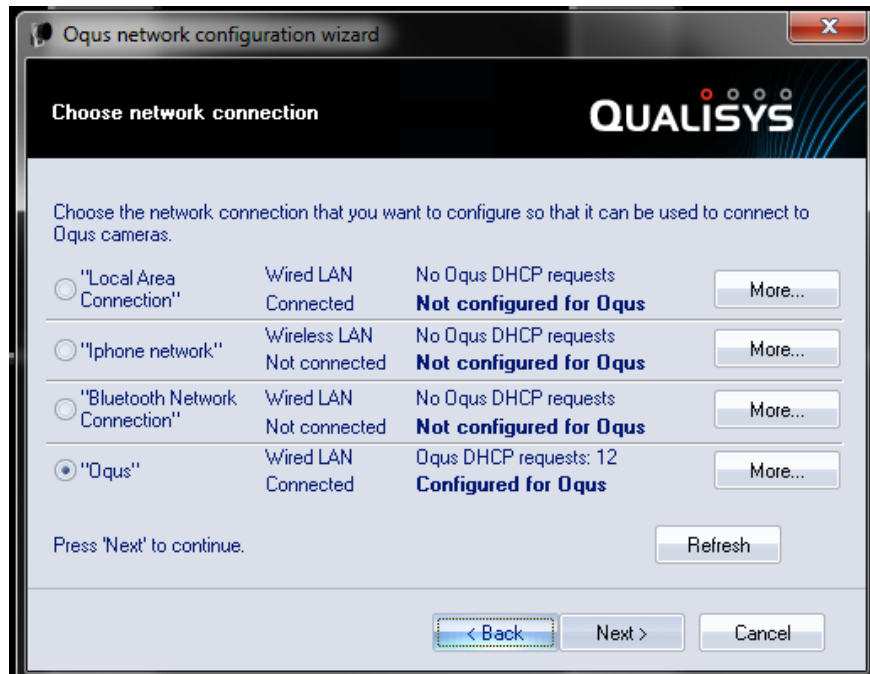 Oqus network configuration wizard
Choose network connection
QUALISYS
Choose the network connection that you want to configure so that it can be used to connect to
Oqus cameras.
"Local Area
Connection"
Wired LAN
Connected
No Oqus DHCP requests
Not configured for Oqus
More...
"Iphone network"
Wireless LAN
Not connected
No Oqus DHCP requests
Not configured for Oqus
More...
"Bluetooth Network
Connection"
Wired LAN
Not connected
No Oqus DHCP requests
Not configured for Oqus
More...
"Oqus"
Wired LAN
Connected
Oqus DHCP requests: 12
Configured for Oqus
More...
Press 'Next' to continue.
Refresh
< Back
Next >
Cancel